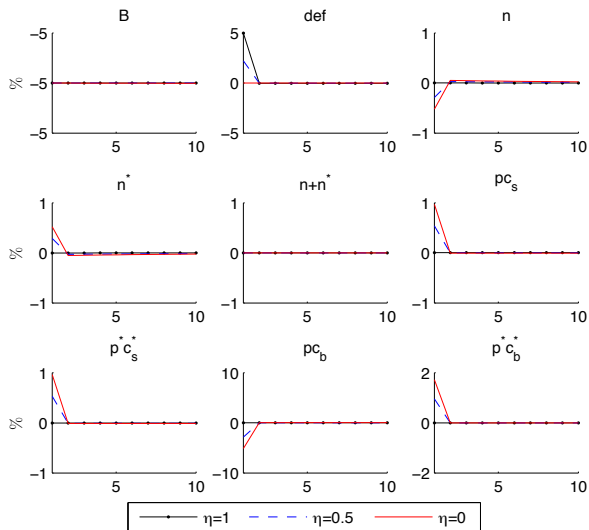 B def n
% -5 -5 -5 5 10
5 0 -5 5 10
1 0 -1 5 10
n* n+n* pc_s
% 1 0 -1 5 10
1 0 -1 5 10
1 0 -1 5 10
p*c*_s pc_b p*c*_b
% 1 0 -1 5 10
10 0 -10 5 10
2 0 -2 5 10
η=1 η=0.5 η=0